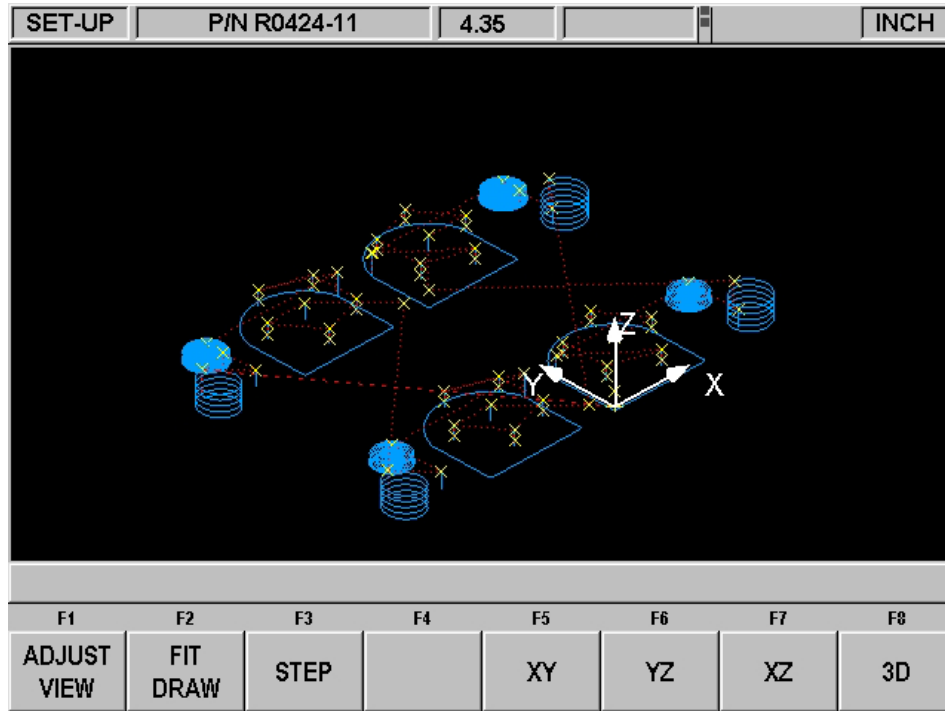 SET-UP P/N R0424-11 4.35 INCH
Z
Y X
F1 F2 F3 F4 F5 F6 F7 F8
ADJUST VIEW FIT DRAW STEP XY YZ XZ 3D